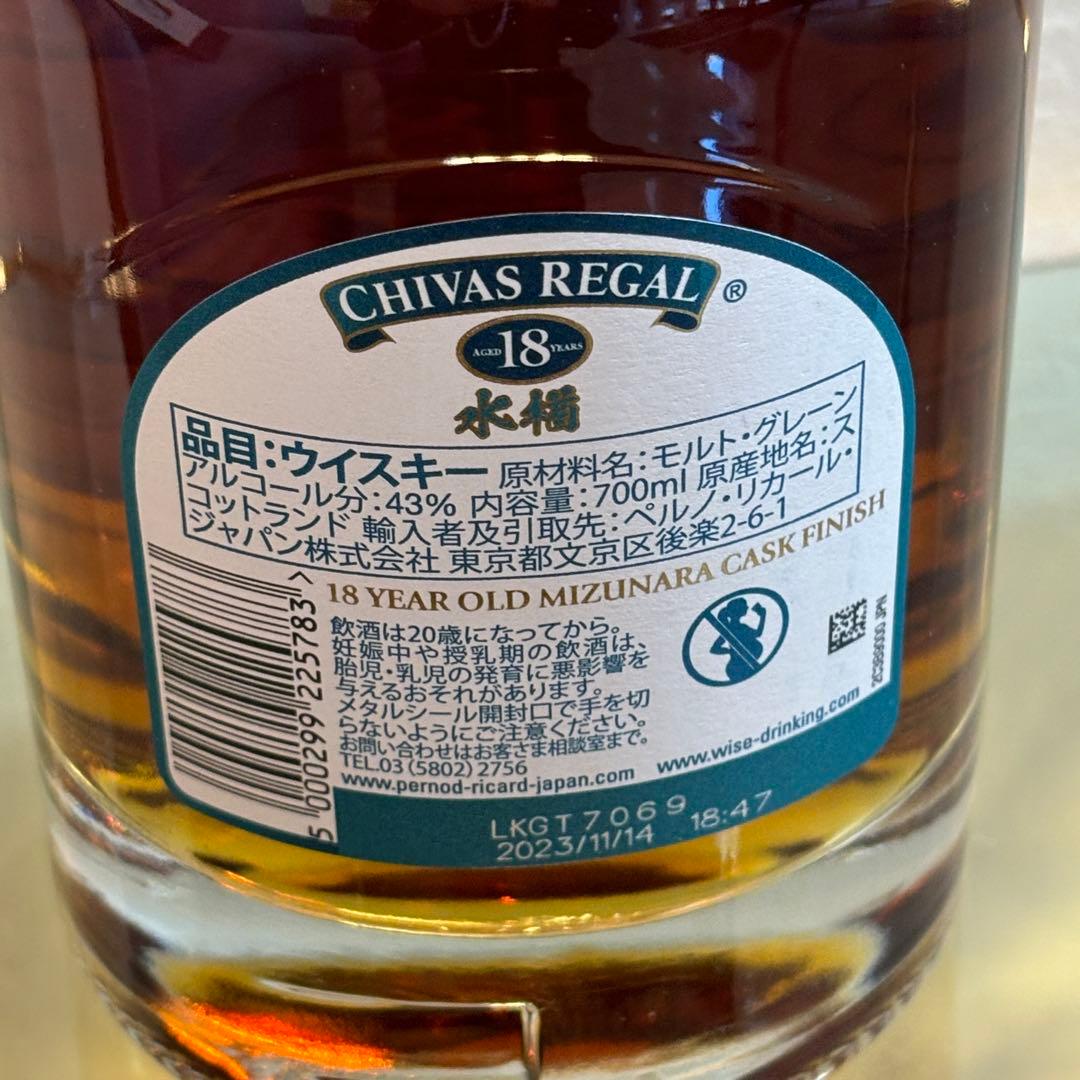 CHIVAS REGAL ®
AGED 18 YEARS
水楢
品目:ウイスキー 原材料名:モルト・グレーン
アルコール分:43% 内容量:700ml 原産地名:ス
コットランド 輸入者及引取先:ペルノ・リカール・
ジャパン株式会社 東京都文京区後楽2-6-1
18 YEAR OLD MIZUNARA CASK FINISH
飲酒は20歳になってから。
妊娠中や授乳期の飲酒は、
胎児・乳児の発育に悪影響を
与えるおそれがあります。
メタルシール開封口で手を切
らないようにご注意ください。
お問い合わせはお客さま相談室まで。
TEL.03(5802)2756
www.pernod-ricard-japan.com
www.wise-drinking.com
5 000299 225783 >
LKGT7069 18:47
2023/11/14